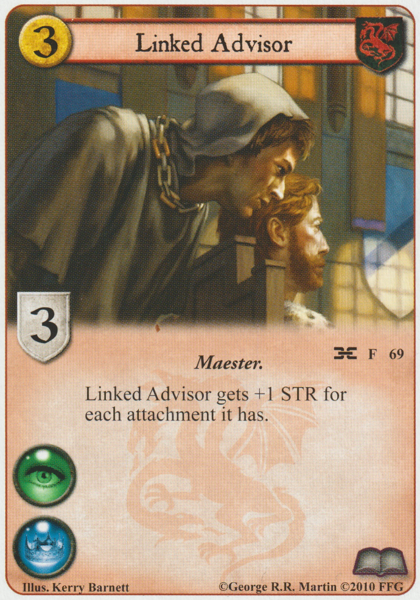 3
Linked Advisor
3
Maester.
F 69
Linked Advisor gets +1 STR for
each attachment it has.
Illus. Kerry Barnett
©George R.R. Martin ©2010 FFG